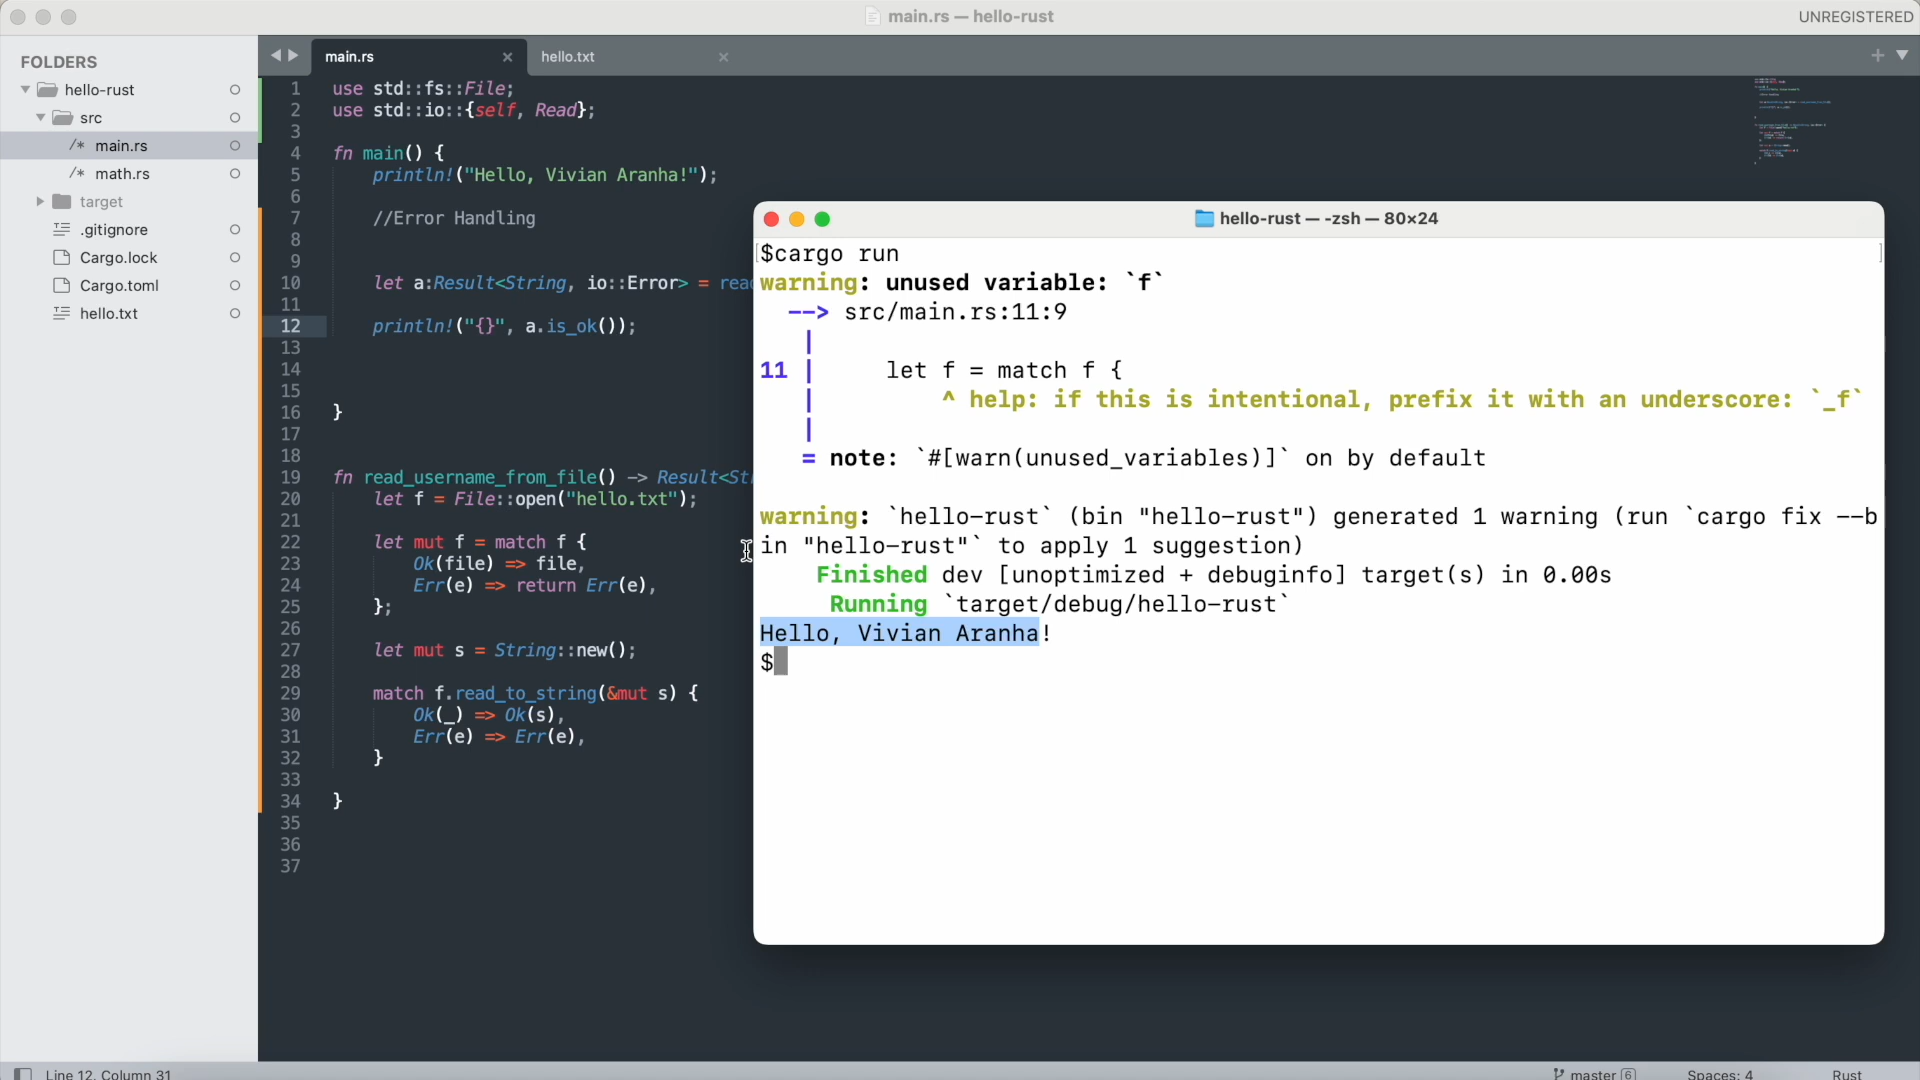 main.rs — hello-rust
UNREGISTERED
FOLDERS
hello-rust
src
/* main.rs
/* math.rs
target
.gitignore
Cargo.lock
Cargo.toml
hello.txt
main.rs
hello.txt
1 use std::fs::File;
2 use std::io::{self, Read};
3
4 fn main() {
5 println!("Hello, Vivian Aranha!");
6
7 //Error Handling
8
9
10 let a:Result<String, io::Error> = read
11
12 println!("{}", a.is_ok());
13
14
15
16 }
17
18
19 fn read_username_from_file() -> Result<St
20 let f = File::open("hello.txt");
21
22 let mut f = match f {
23 Ok(file) => file,
24 Err(e) => return Err(e),
25 };
26
27 let mut s = String::new();
28
29 match f.read_to_string(&mut s) {
30 Ok(_) => Ok(s),
31 Err(e) => Err(e),
32 }
33
34 }
35
36
37
hello-rust — -zsh — 80×24
$cargo run
warning: unused variable: `f`
--> src/main.rs:11:9
|
11 | let f = match f {
| ^ help: if this is intentional, prefix it with an underscore: `_f`
|
= note: `#[warn(unused_variables)]` on by default
warning: `hello-rust` (bin "hello-rust") generated 1 warning (run `cargo fix --b
in "hello-rust"` to apply 1 suggestion)
Finished dev [unoptimized + debuginfo] target(s) in 0.00s
Running `target/debug/hello-rust`
Hello, Vivian Aranha!
$
Line 12, Column 31
master 6
Spaces: 4
Rust